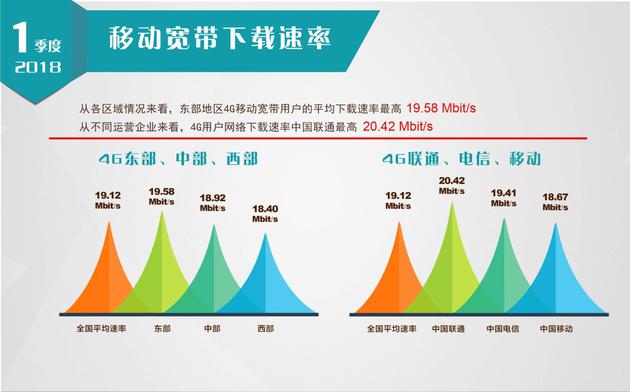 1季度
2018
移动宽带下载速率
从各区域情况来看，东部地区4G移动宽带用户的平均下载速率最高 19.58 Mbit/s
从不同运营企业来看，4G用户网络下载速率中国联通最高 20.42 Mbit/s
4G东部、中部、西部
19.12
Mbit/s
19.58
Mbit/s
18.92
Mbit/s
18.40
Mbit/s
全国平均速率 东部 中部 西部
4G联通、电信、移动
19.12
Mbit/s
20.42
Mbit/s
19.41
Mbit/s
18.67
Mbit/s
全国平均速率 中国联通 中国电信 中国移动